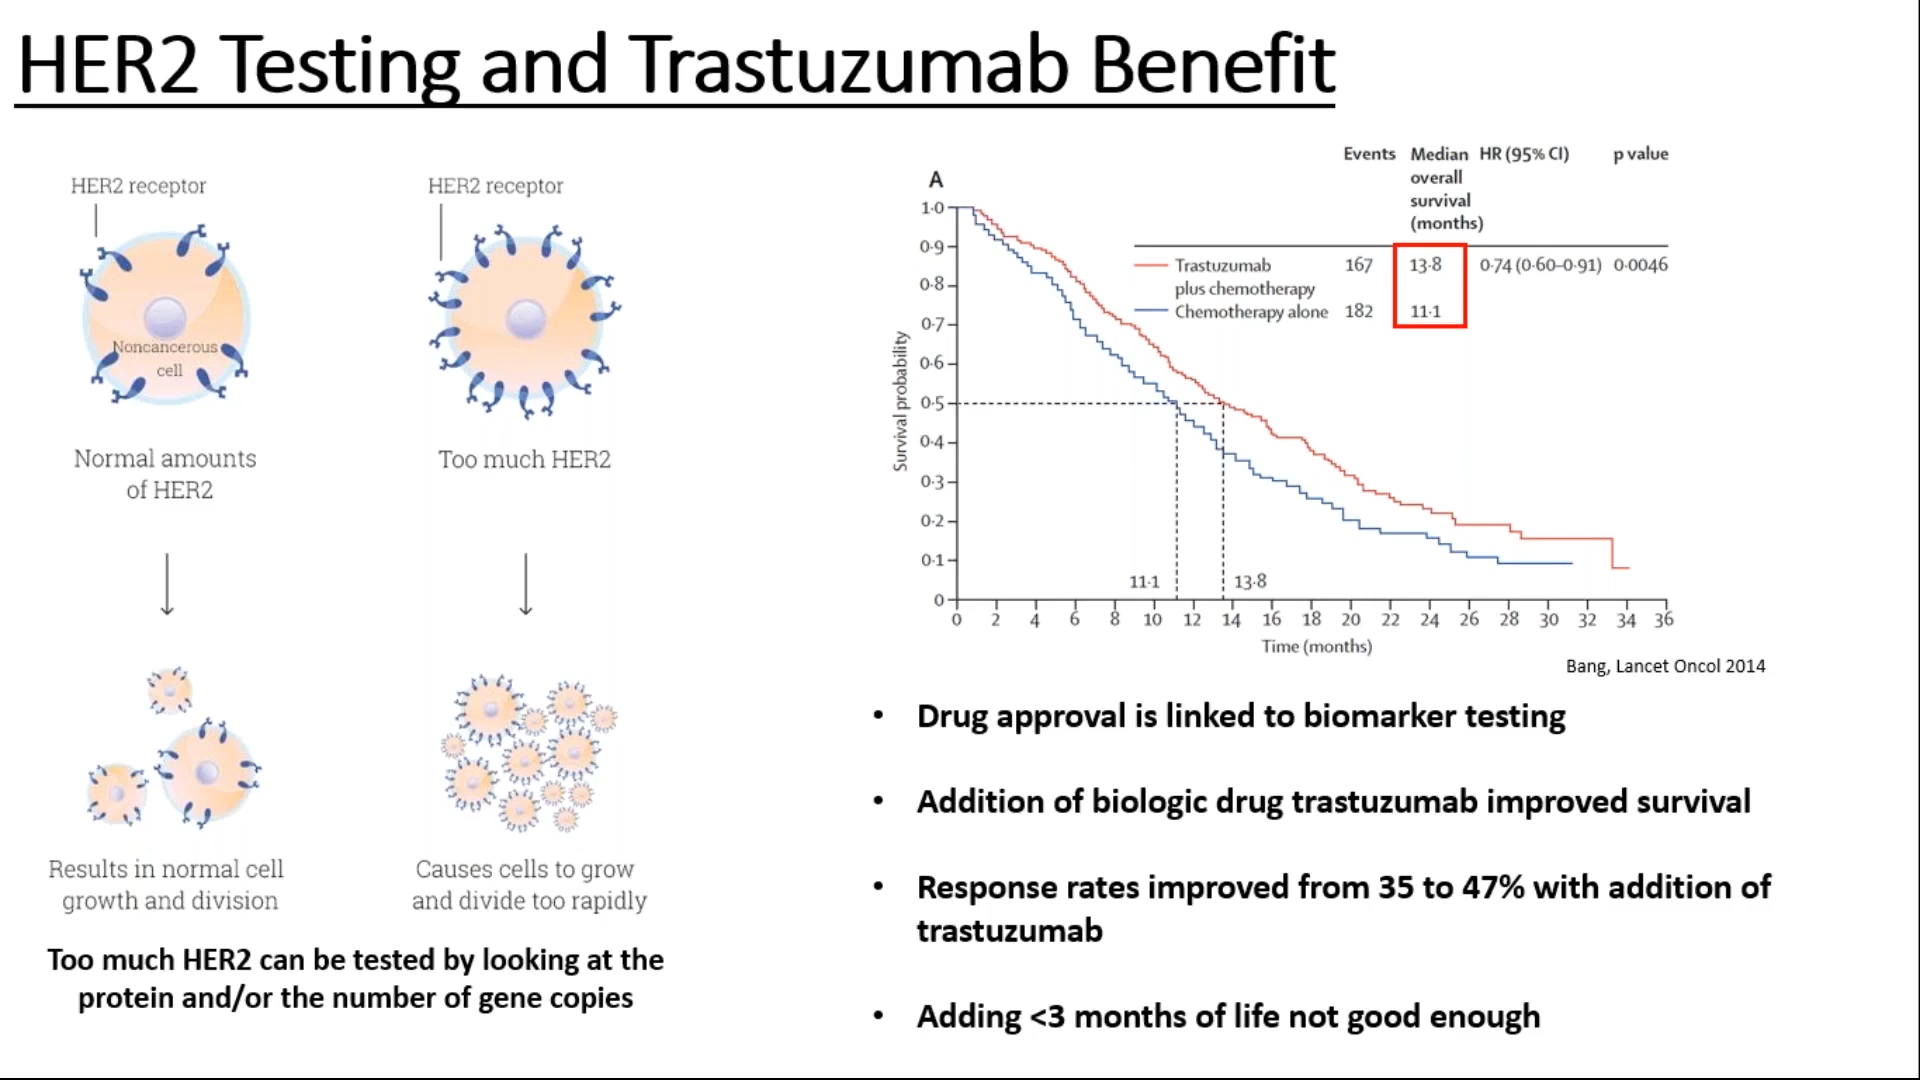 HER2 Testing and Trastuzumab Benefit
HER2 receptor
Noncancerous
cell
Normal amounts
of HER2
Results in normal cell
growth and division
HER2 receptor
Too much HER2
Causes cells to grow
and divide too rapidly
Too much HER2 can be tested by looking at the
protein and/or the number of gene copies
A
Events Median HR (95% CI) p value
overall
survival
(months)
Trastuzumab 167 13·8 0·74 (0·60–0·91) 0·0046
plus chemotherapy
Chemotherapy alone 182 11·1
Survival probability
1·0
0·9
0·8
0·7
0·6
0·5
0·4
0·3
0·2
0·1
0
11·1 13·8
0 2 4 6 8 10 12 14 16 18 20 22 24 26 28 30 32 34 36
Time (months)
Bang, Lancet Oncol 2014
• Drug approval is linked to biomarker testing
• Addition of biologic drug trastuzumab improved survival
• Response rates improved from 35 to 47% with addition of
trastuzumab
• Adding <3 months of life not good enough